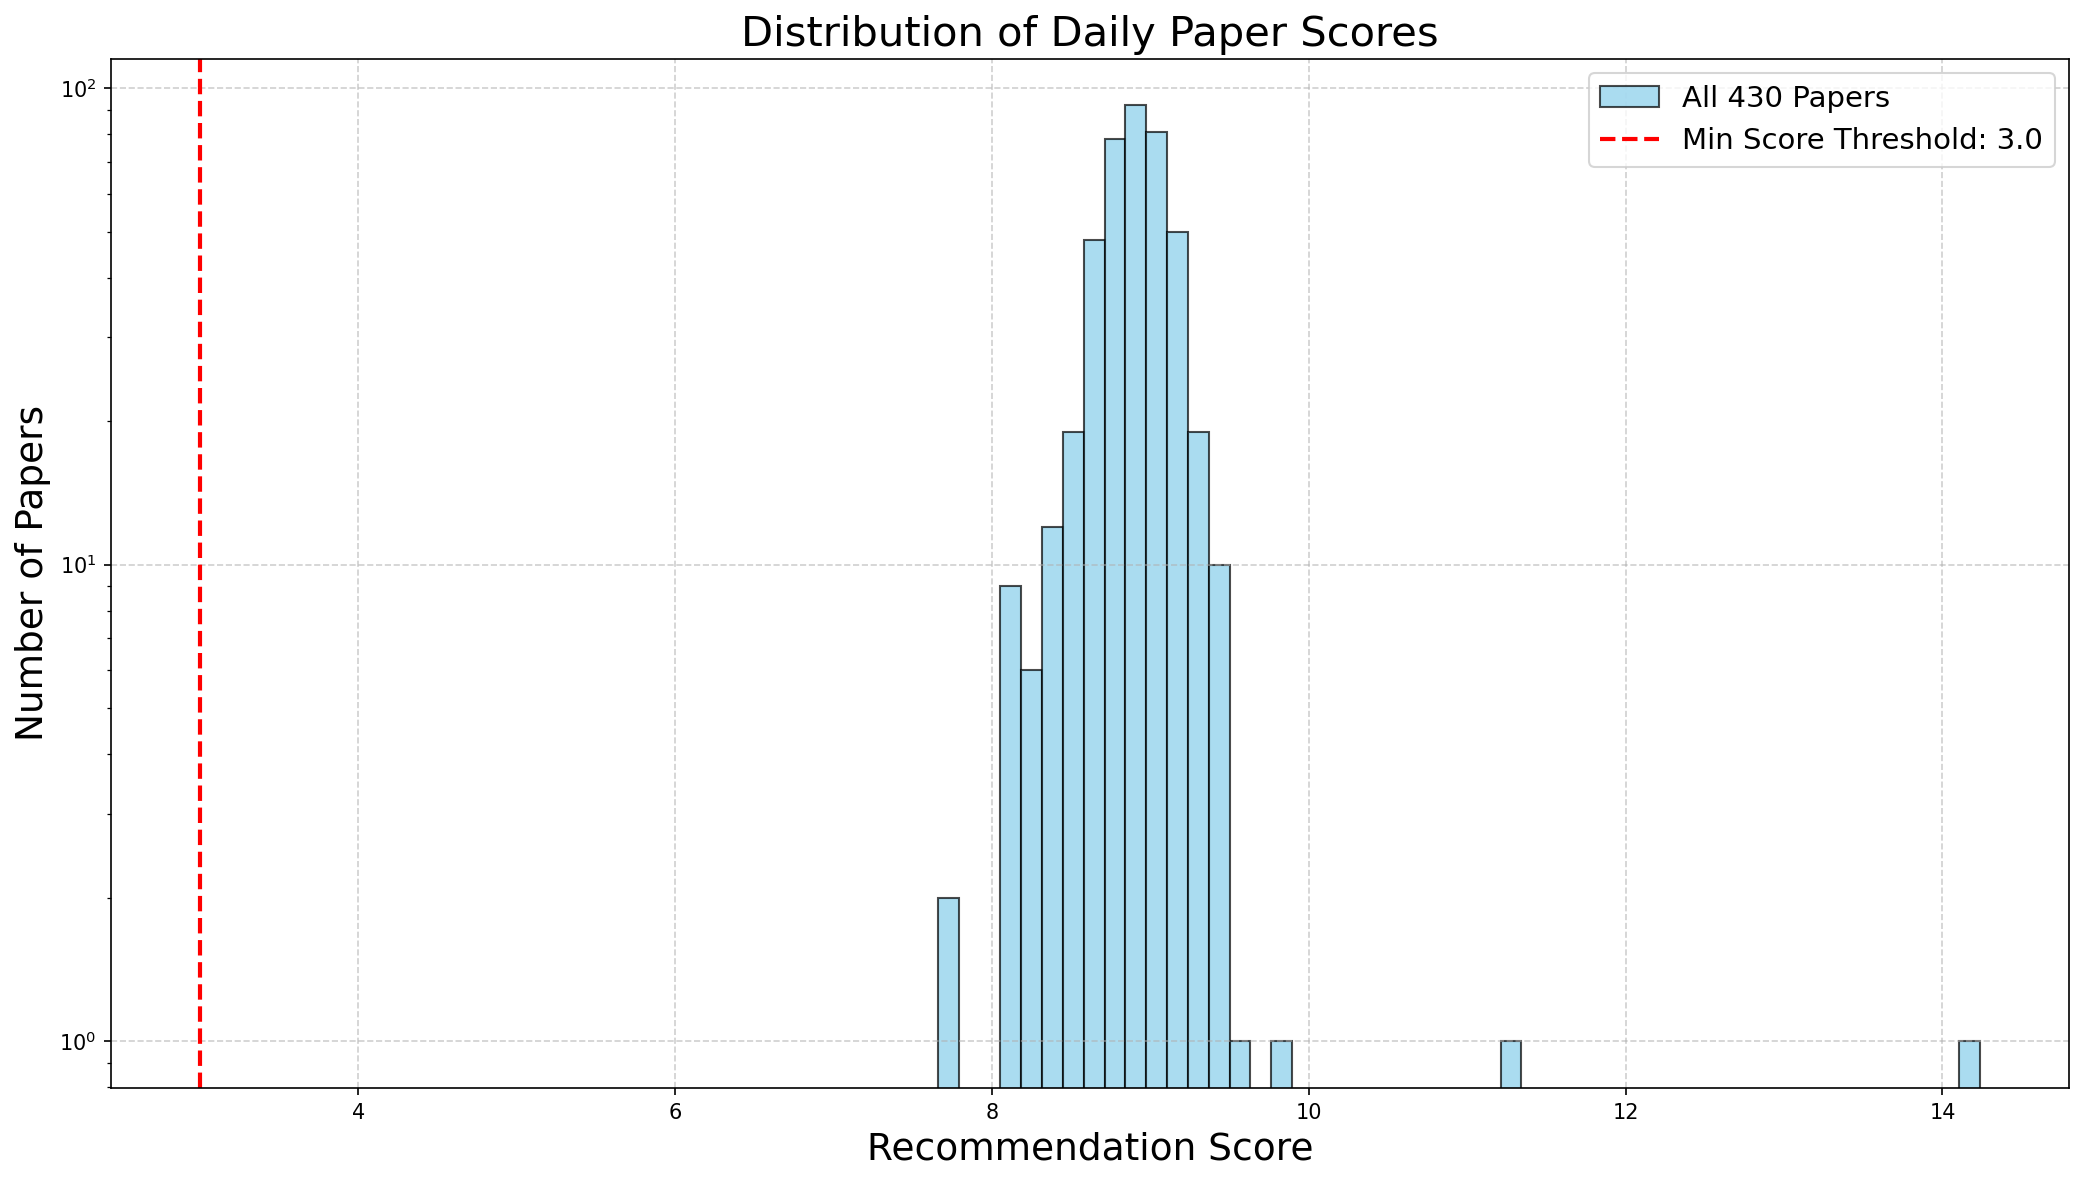 Distribution of Daily Paper Scores
All 430 Papers
Min Score Threshold: 3.0
Number of Papers
10²
10¹
10⁰
4 6 8 10 12 14
Recommendation Score